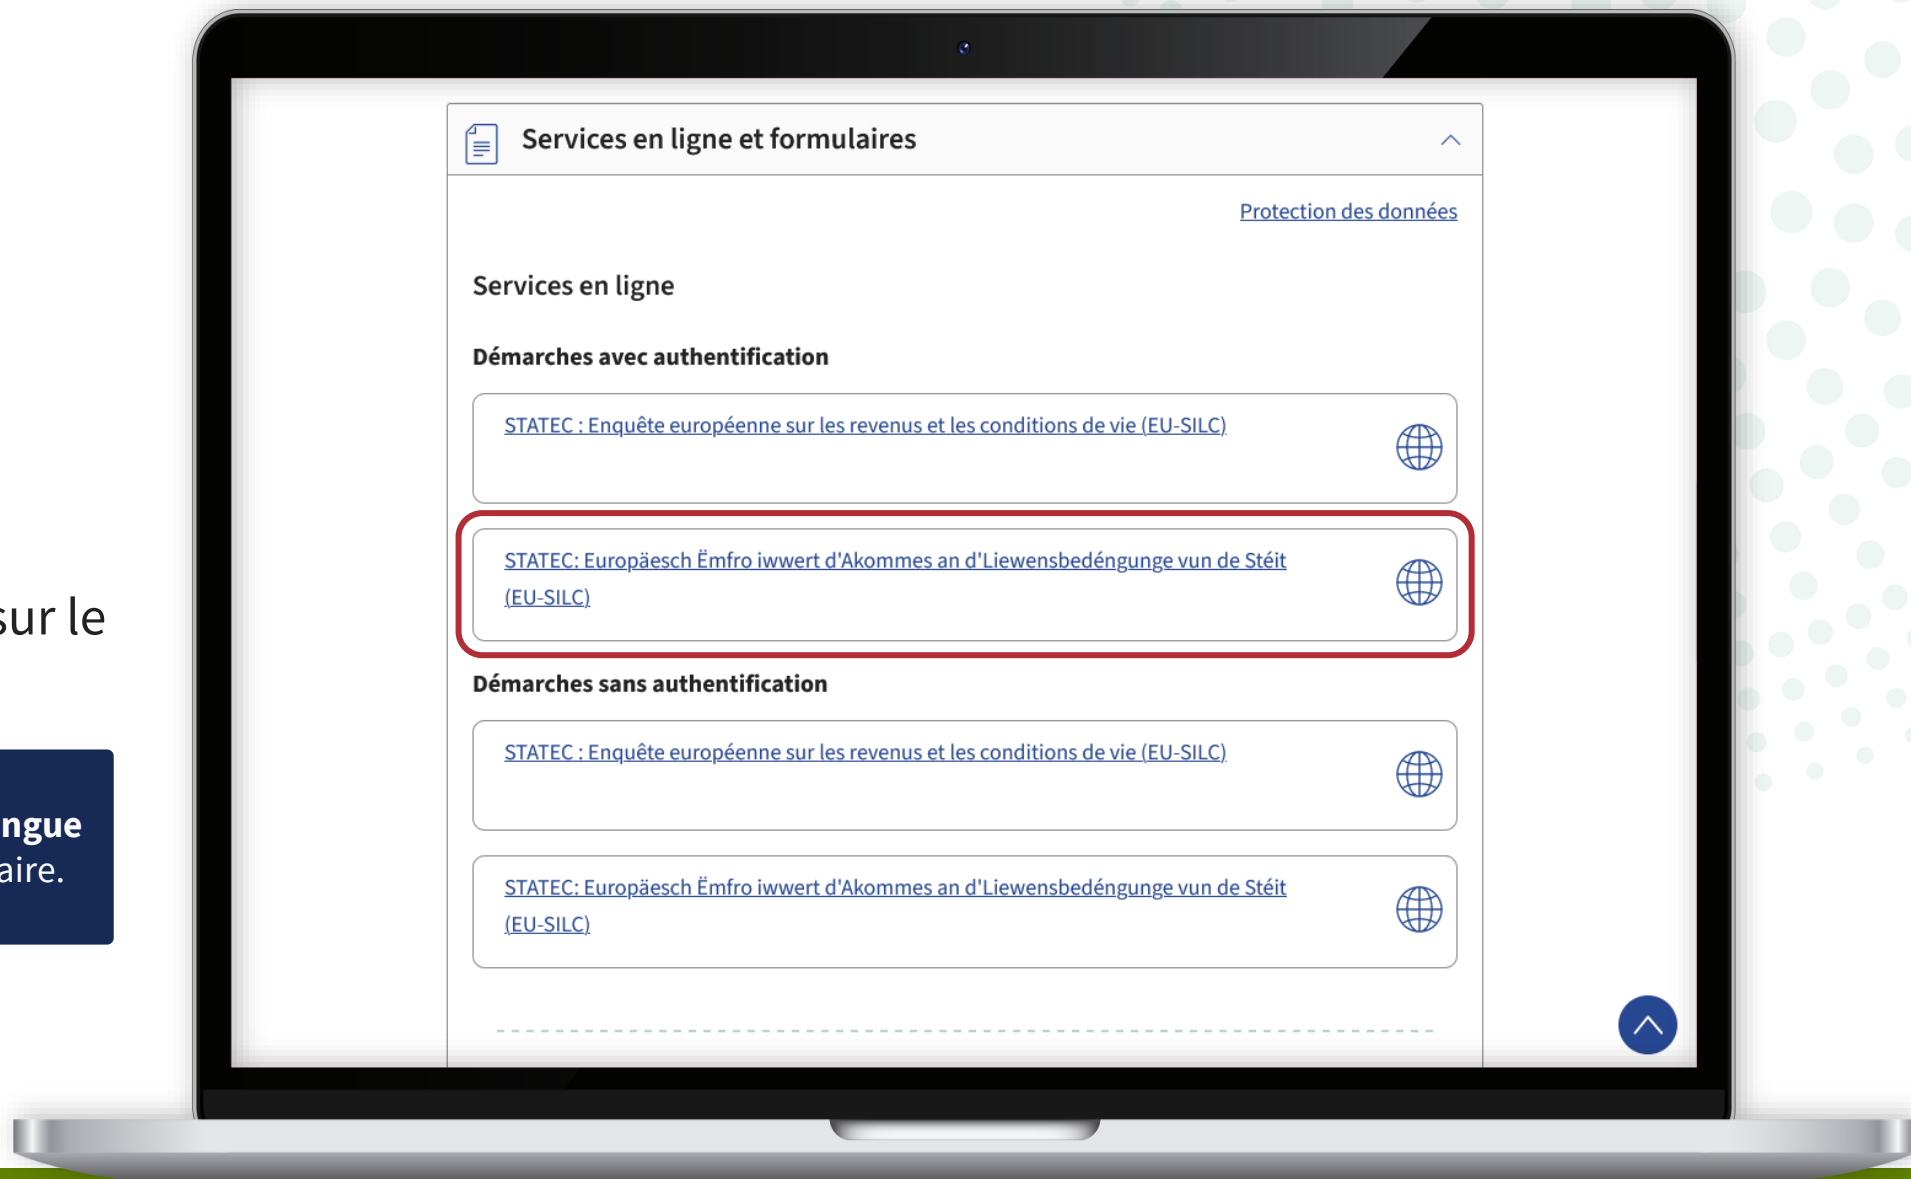 Services en ligne et formulaires
Protection des données
Services en ligne
Démarches avec authentification
STATEC : Enquête européenne sur les revenus et les conditions de vie (EU-SILC)
STATEC: Europäesch Ëmfro iwwert d'Akommes an d'Liewensbedéngunge vun de Stéit
(EU-SILC)
Démarches sans authentification
STATEC : Enquête européenne sur les revenus et les conditions de vie (EU-SILC)
STATEC: Europäesch Ëmfro iwwert d'Akommes an d'Liewensbedéngunge vun de Stéit
(EU-SILC)
sur le
ngue
aire.